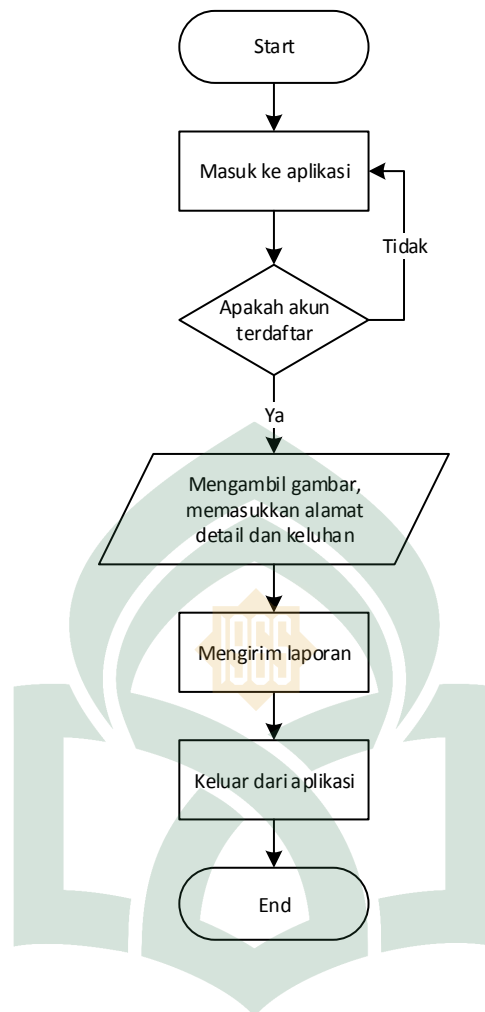 Start
Masuk ke aplikasi
Tidak
Apakah akun
terdaftar
Ya
Mengambil gambar,
memasukkan alamat
detail dan keluhan
Mengirim laporan
Keluar dari aplikasi
End